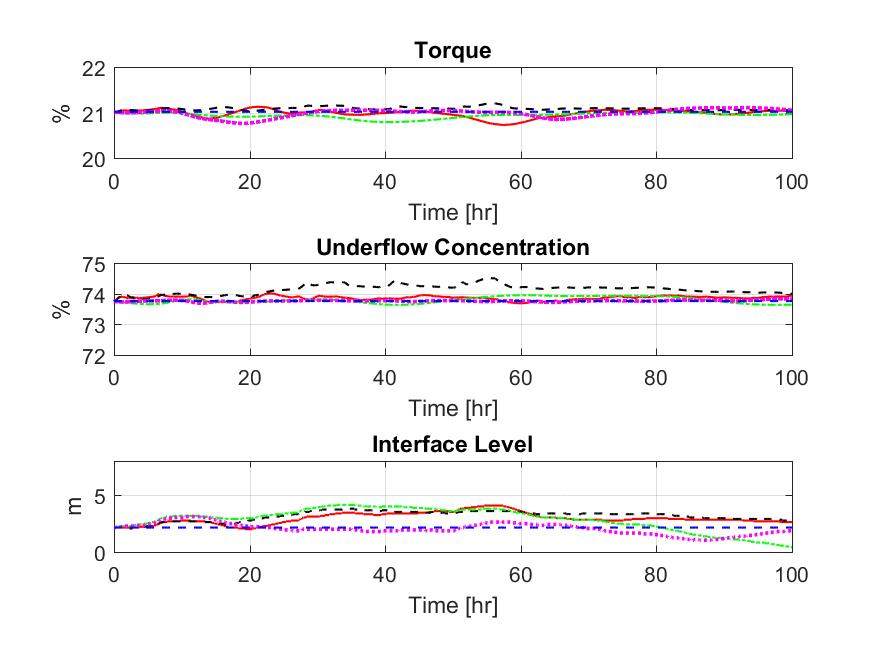 Torque
22
21
20
%
0 20 40 60 80 100
Time [hr]
Underflow Concentration
75
74
73
72
%
0 20 40 60 80 100
Time [hr]
Interface Level
5
0
m
0 20 40 60 80 100
Time [hr]